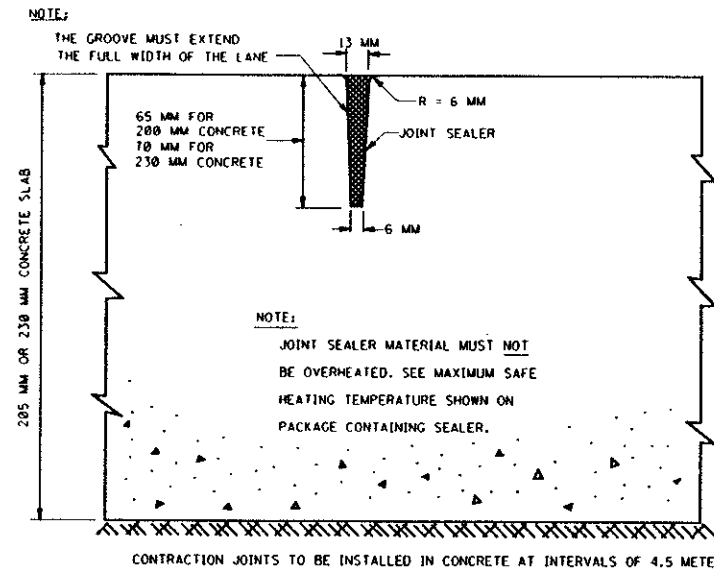 NOTE:
THE GROOVE MUST EXTEND
THE FULL WIDTH OF THE LANE
13 MM
R = 6 MM
65 MM FOR
200 MM CONCRETE
70 MM FOR
230 MM CONCRETE
JOINT SEALER
6 MM
205 MM OR 230 MM CONCRETE SLAB
NOTE:
JOINT SEALER MATERIAL MUST NOT
BE OVERHEATED. SEE MAXIMUM SAFE
HEATING TEMPERATURE SHOWN ON
PACKAGE CONTAINING SEALER.
CONTRACTION JOINTS TO BE INSTALLED IN CONCRETE AT INTERVALS OF 4.5 METE